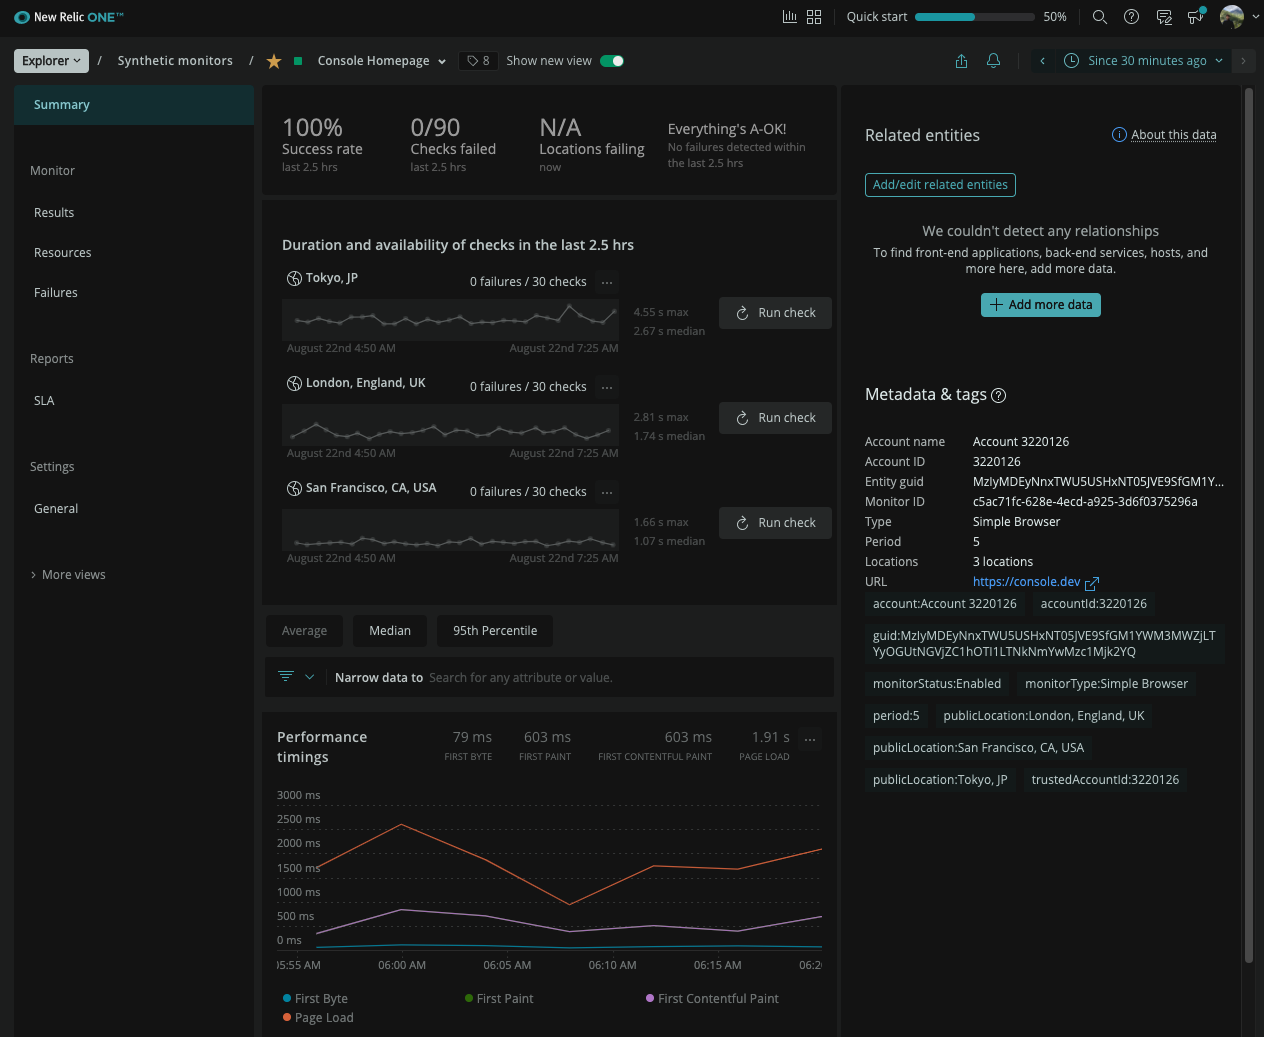 New Relic ONE™
Quick start 50%
Explorer / Synthetic monitors / Console Homepage 8 Show new view
Since 30 minutes ago
Summary
Monitor
Results
Resources
Failures
Reports
SLA
Settings
General
More views
100% 0/90 N/A Everything's A-OK!
Success rate Checks failed Locations failing No failures detected within
last 2.5 hrs last 2.5 hrs now the last 2.5 hrs
Duration and availability of checks in the last 2.5 hrs
Tokyo, JP 0 failures / 30 checks ...
4.55 s max
2.67 s median
Run check
August 22nd 4:50 AM August 22nd 7:25 AM
London, England, UK 0 failures / 30 checks ...
2.81 s max
1.74 s median
Run check
August 22nd 4:50 AM August 22nd 7:25 AM
San Francisco, CA, USA 0 failures / 30 checks ...
1.66 s max
1.07 s median
Run check
August 22nd 4:50 AM August 22nd 7:25 AM
Average Median 95th Percentile
Narrow data to Search for any attribute or value.
Performance timings
79 ms 603 ms 603 ms 1.91 s ...
FIRST BYTE FIRST PAINT FIRST CONTENTFUL PAINT PAGE LOAD
3000 ms
2500 ms
2000 ms
1500 ms
1000 ms
500 ms
0 ms
05:55 AM 06:00 AM 06:05 AM 06:10 AM 06:15 AM 06:20
First Byte First Paint First Contentful Paint
Page Load
Related entities About this data
Add/edit related entities
We couldn't detect any relationships
To find front-end applications, back-end services, hosts, and
more here, add more data.
Add more data
Metadata & tags
Account name Account 3220126
Account ID 3220126
Entity guid MzIyMDEyNnxTWU5USHxNT05JVE9SfGM1Y...
Monitor ID c5ac71fc-628e-4ecd-a925-3d6f0375296a
Type Simple Browser
Period 5
Locations 3 locations
URL https://console.dev
account:Account 3220126 accountId:3220126
guid:MzIyMDEyNnxTWU5USHxNT05JVE9SfGM1YWM3MWZjLT
YyOGUtNGVjZC1hOTI1LTNkNmYwMzc1Mjk2YQ
monitorStatus:Enabled monitorType:Simple Browser
period:5 publicLocation:London, England, UK
publicLocation:San Francisco, CA, USA
publicLocation:Tokyo, JP trustedAccountId:3220126